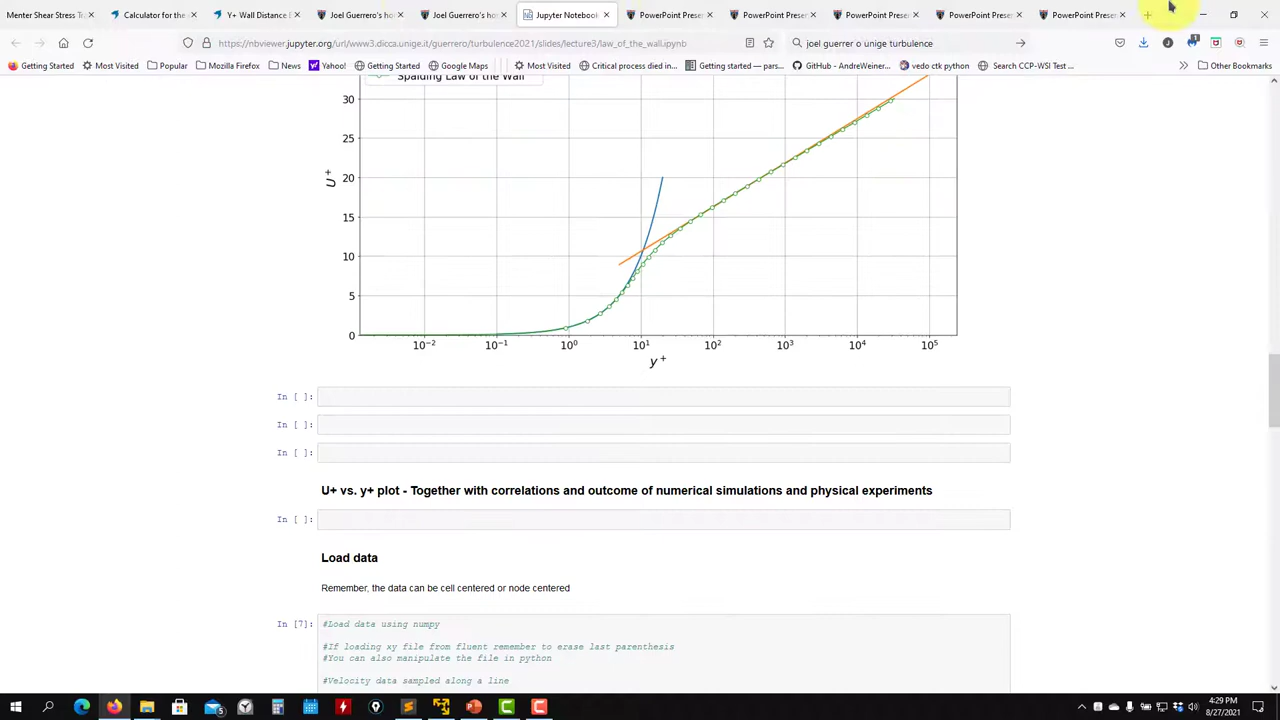 Menter Shear Stress Tra
Calculator for the
Y+ Wall Distance E
Joel Guerrero's ho
Joel Guerrero's ho
Jupyter Notebook
PowerPoint Preser
PowerPoint Preser
PowerPoint Preser
PowerPoint Preser
PowerPoint Preser
https://nbviewer.jupyter.org/url/www3.dicca.unige.it/guerrero/turbulence2021/slides/lecture3/law_of_the_wall.ipynb
joel guerrer o unige turbulence
Getting Started
Most Visited
Popular
Mozilla Firefox
News
Yahoo!
Getting Started
Google Maps
Most Visited
Critical process died in...
Getting started — pars...
GitHub - AndreWeiner...
vedo ctk python
Search CCP-WSI Test ...
Other Bookmarks
Spalding Law of the Wall
30
25
20
15
10
5
0
U+
10⁻² 10⁻¹ 10⁰ 10¹ 10² 10³ 10⁴ 10⁵
y+
In [ ]:
In [ ]:
In [ ]:
U+ vs. y+ plot - Together with correlations and outcome of numerical simulations and physical experiments
In [ ]:
Load data
Remember, the data can be cell centered or node centered
In [7]:
#Load data using numpy
#If loading xy file from fluent remember to erase last parenthesis
#You can also manipulate the file in python
#Velocity data sampled along a line
4:29 PM
8/27/2021